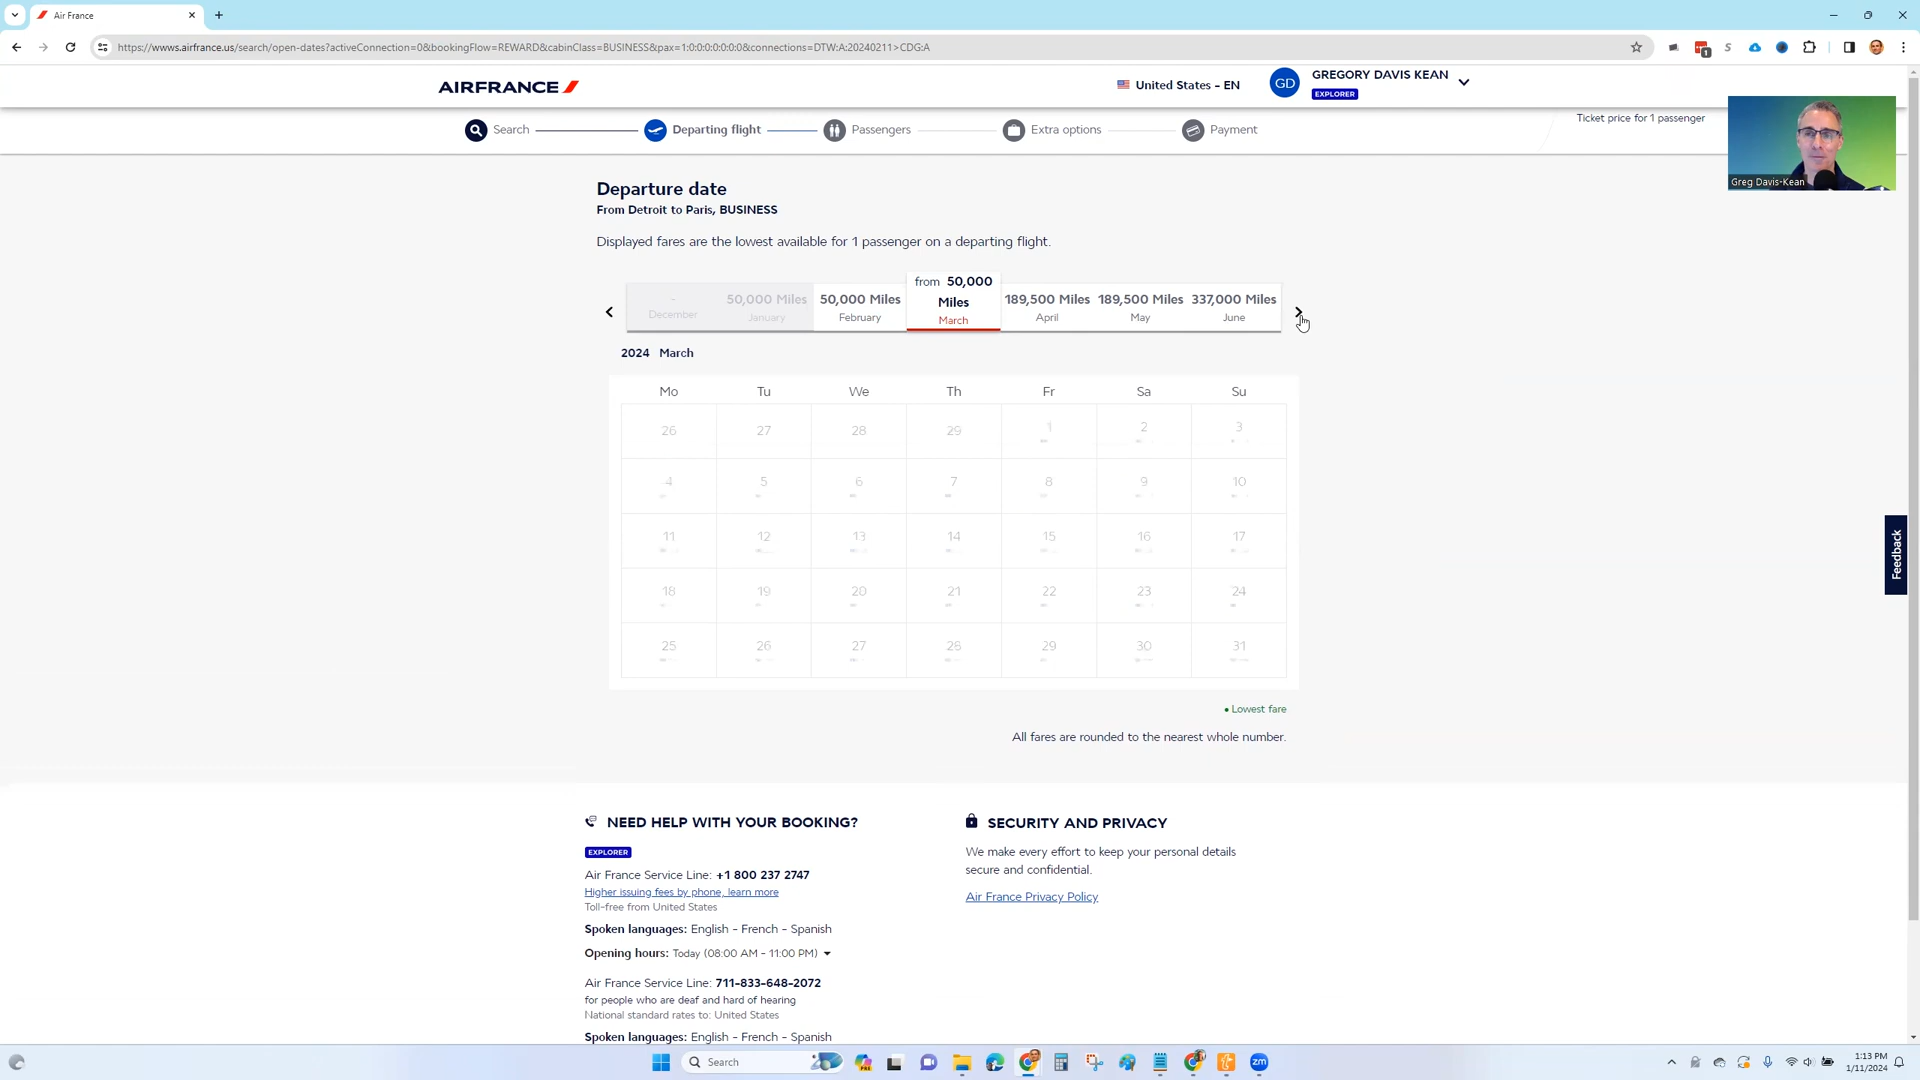 Air France
https://wwws.airfrance.us/search/open-dates?activeConnection=0&bookingFlow=REWARD&cabinClass=BUSINESS&pax=1:0:0:0:0:0:0:0&connections=DTW:A:20240211>CDG:A
AIRFRANCE
United States - EN
GD
GREGORY DAVIS KEAN
EXPLORER
Search
Departing flight
Passengers
Extra options
Payment
Ticket price for 1 passenger
Greg Davis-Kean
Departure date
From Detroit to Paris, BUSINESS
Displayed fares are the lowest available for 1 passenger on a departing flight.
- December
50,000 Miles January
50,000 Miles February
from 50,000 Miles March
189,500 Miles April
189,500 Miles May
337,000 Miles June
2024 March
Mo Tu We Th Fr Sa Su
26 27 28 29 1 2 3
4 5 6 7 8 9 10
11 12 13 14 15 16 17
18 19 20 21 22 23 24
25 26 27 28 29 30 31
Lowest fare
All fares are rounded to the nearest whole number.
Feedback
NEED HELP WITH YOUR BOOKING?
EXPLORER
Air France Service Line: +1 800 237 2747
Higher issuing fees by phone, learn more
Toll-free from United States
Spoken languages: English - French - Spanish
Opening hours: Today (08:00 AM - 11:00 PM)
Air France Service Line: 711-833-648-2072
for people who are deaf and hard of hearing
National standard rates to: United States
Spoken languages: English - French - Spanish
SECURITY AND PRIVACY
We make every effort to keep your personal details
secure and confidential.
Air France Privacy Policy
Search
1:13 PM
1/11/2024